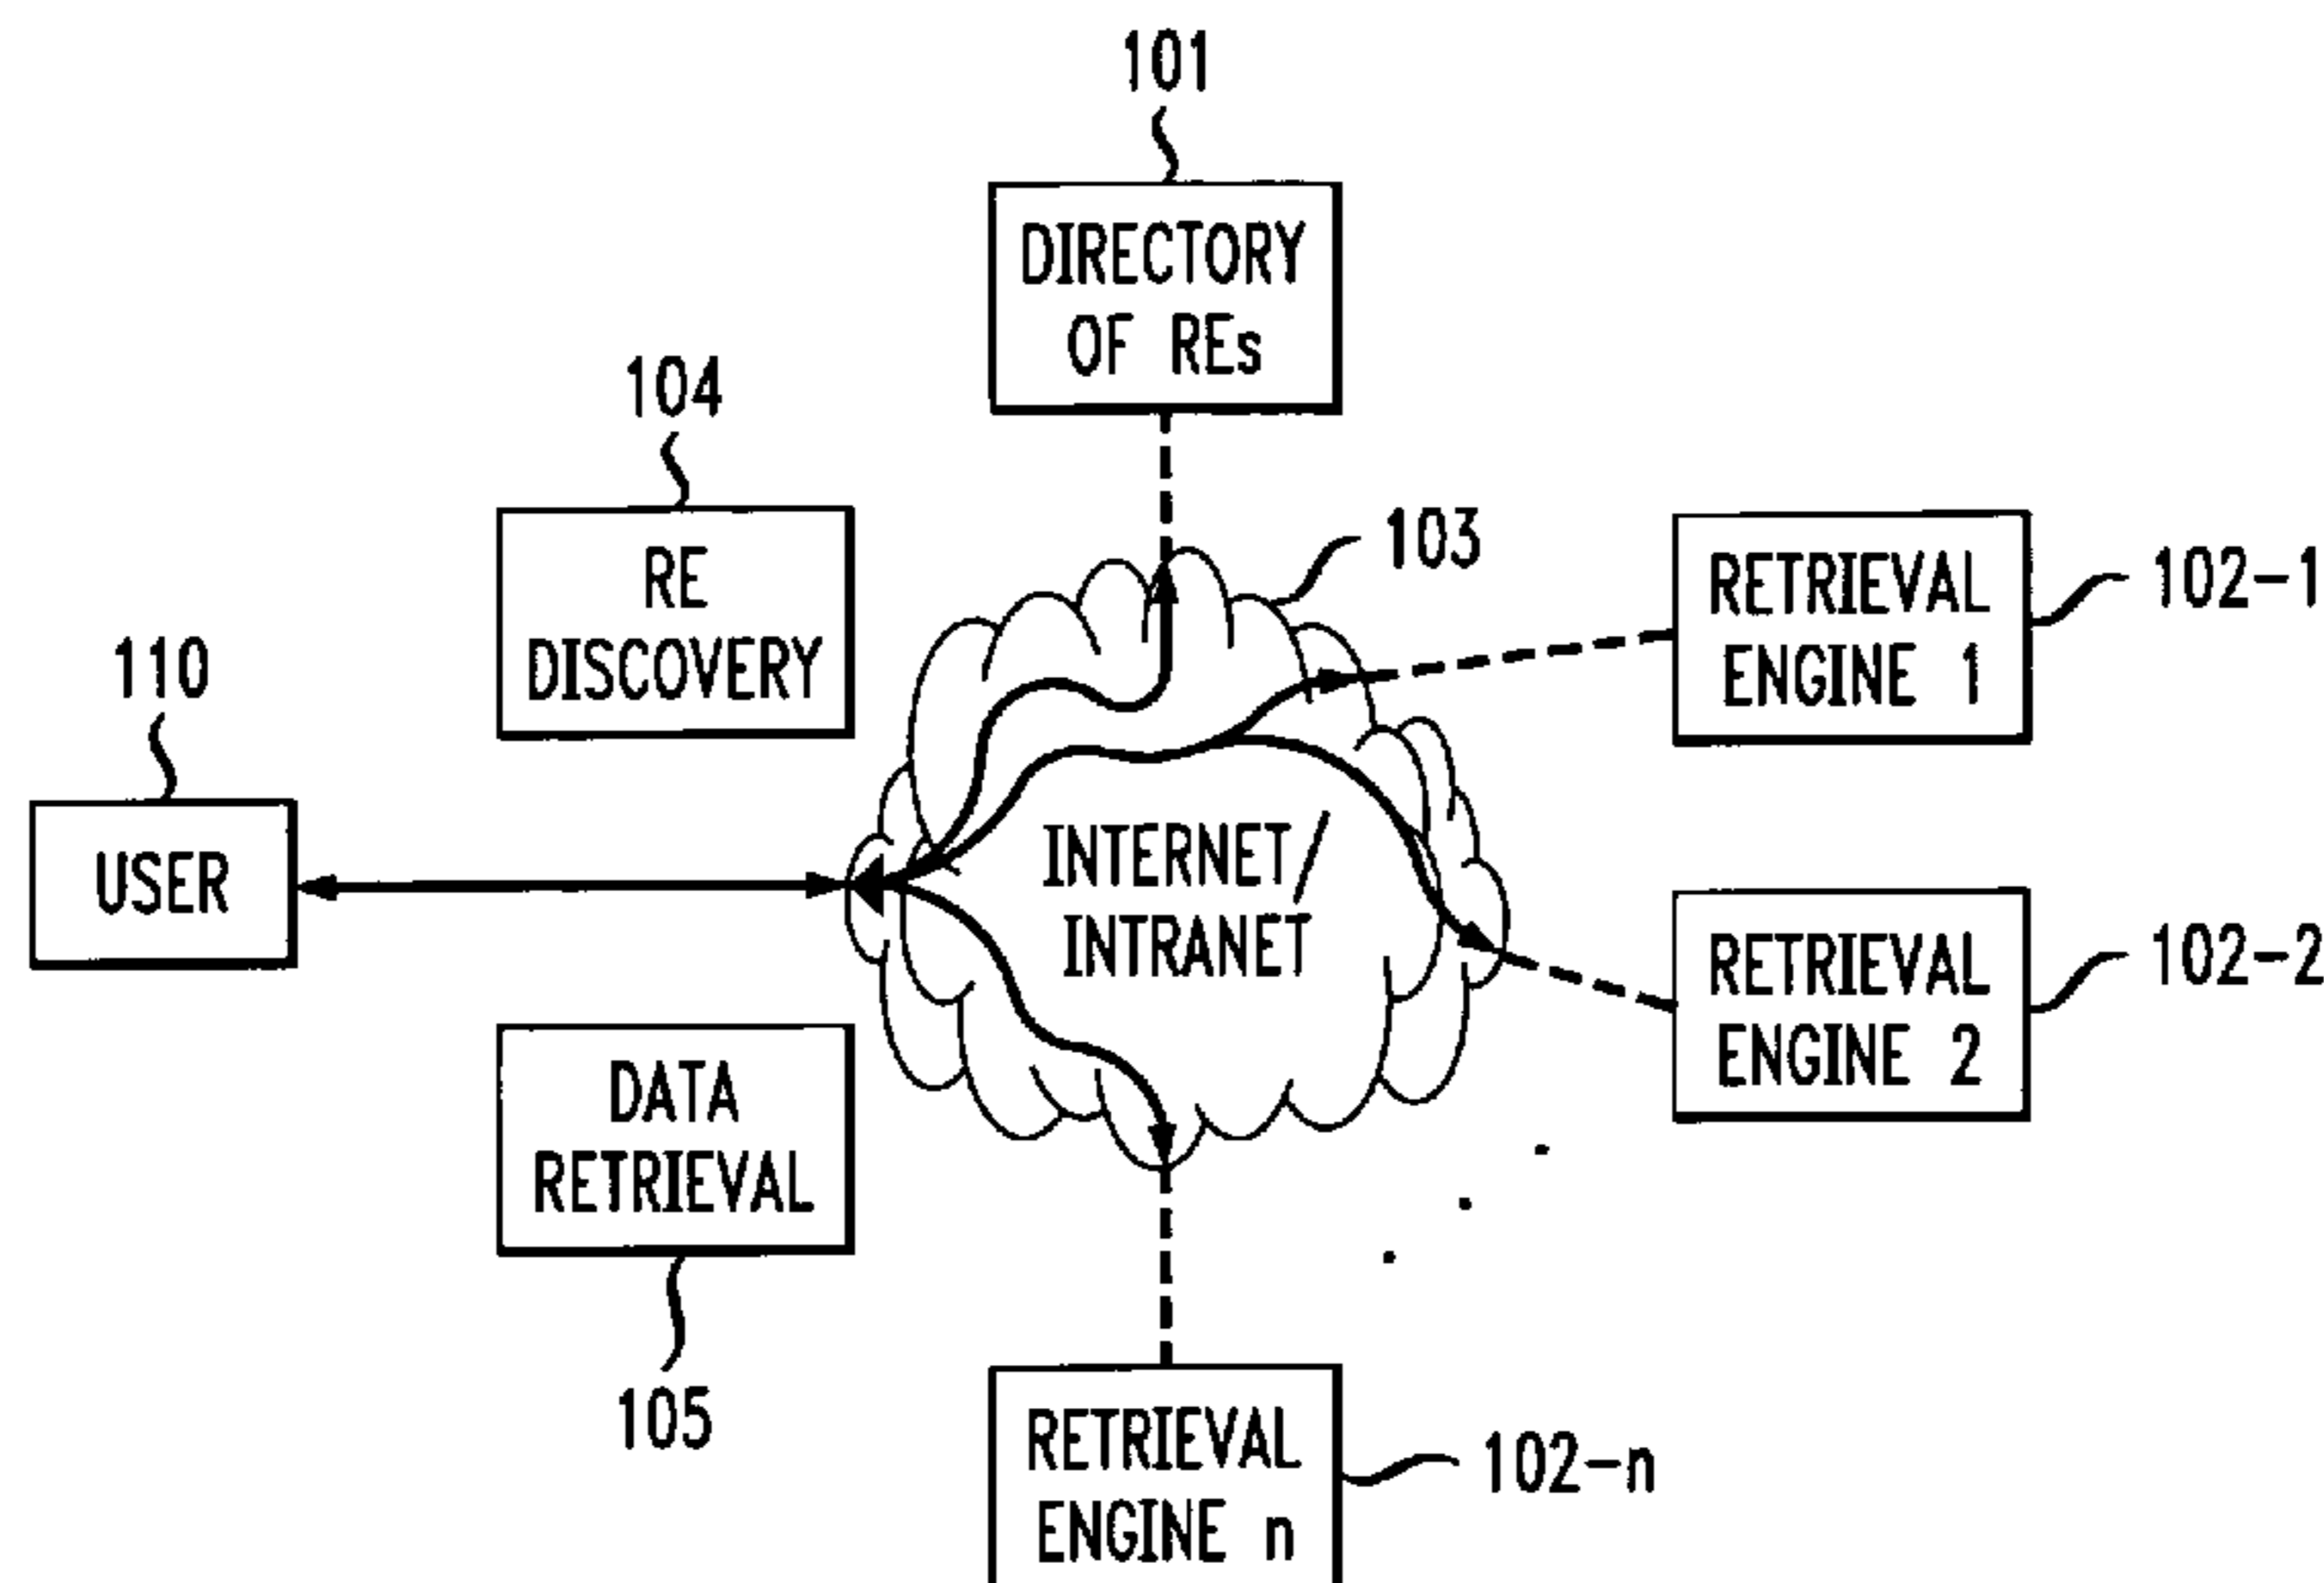 101
DIRECTORY
OF REs
104
103
RE
DISCOVERY
RETRIEVAL
ENGINE 1
102-1
110
USER
INTERNET/
INTRANET
RETRIEVAL
ENGINE 2
102-2
DATA
RETRIEVAL
105
RETRIEVAL
ENGINE n
102-n